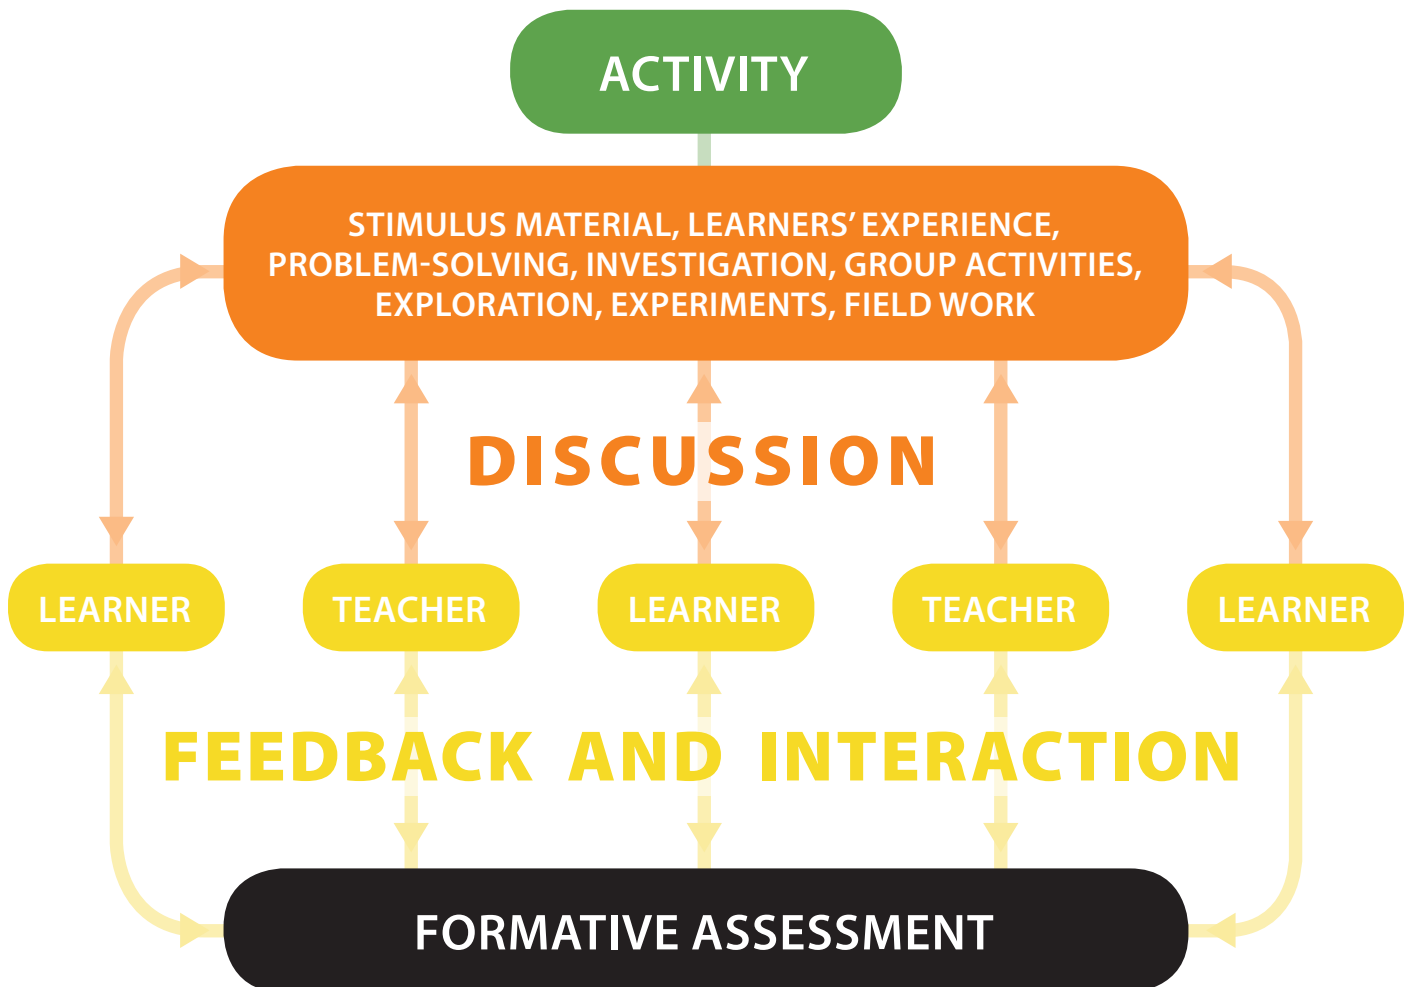 ACTIVITY
STIMULUS MATERIAL, LEARNERS’ EXPERIENCE,
PROBLEM-SOLVING, INVESTIGATION, GROUP ACTIVITIES,
EXPLORATION, EXPERIMENTS, FIELD WORK
DISCUSSION
LEARNER
TEACHER
LEARNER
TEACHER
LEARNER
FEEDBACK AND INTERACTION
FORMATIVE ASSESSMENT